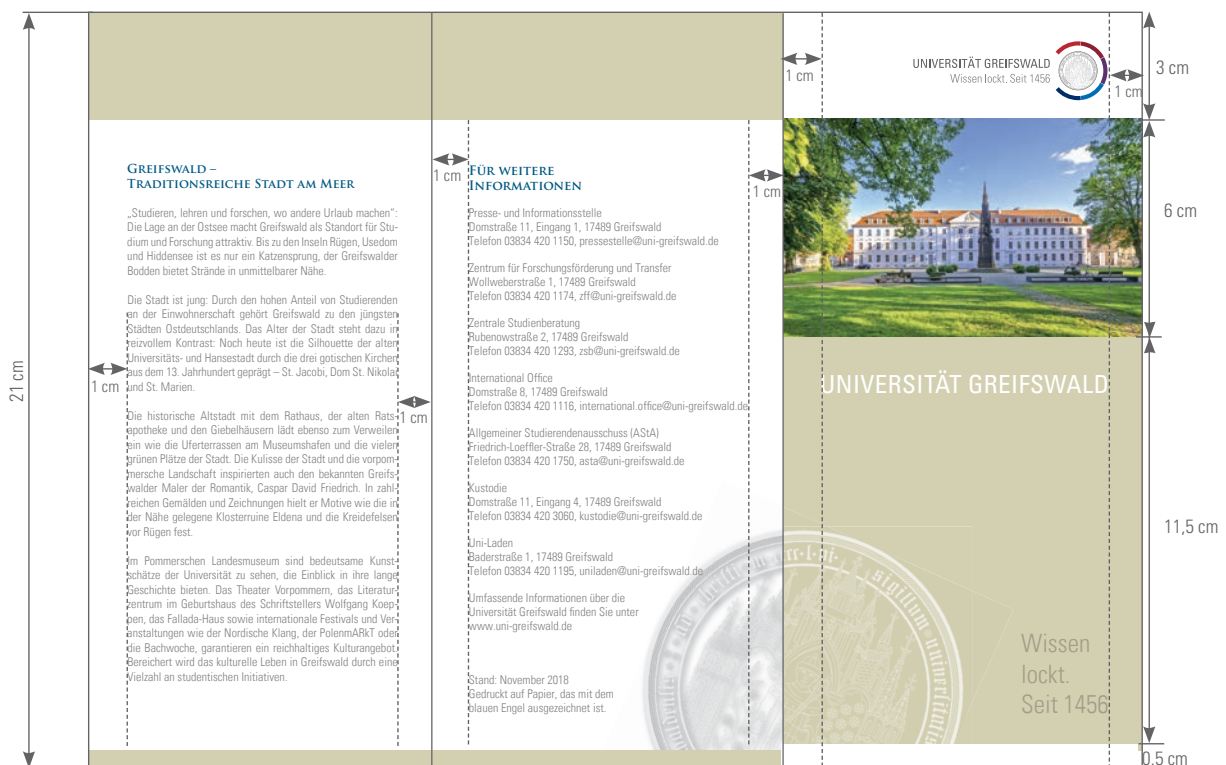 21 cm
GREIFSWALD –
TRADITIONSREICHE STADT AM MEER
„Studieren, lehren und forschen, wo andere Urlaub machen“:
Die Lage an der Ostsee macht Greifswald als Standort für Stu-
dium und Forschung attraktiv. Bis zu den Inseln Rügen, Usedom
und Hiddensee ist es nur ein Katzensprung, der Greifswalder
Bodden bietet Strände in unmittelbarer Nähe.
Die Stadt ist jung: Durch den hohen Anteil von Studierenden
an der Einwohnerschaft gehört Greifswald zu den jüngsten
Städten Ostdeutschlands. Das Alter der Stadt steht dazu in
reizvollem Kontrast: Noch heute ist die Silhouette der alten
Universitäts- und Hansestadt durch die drei gotischen Kirchen
aus dem 13. Jahrhundert geprägt – St. Jacobi, Dom St. Nikolai
und St. Marien.
Die historische Altstadt mit dem Rathaus, der alten Rats-
apotheke und den Giebelhäusern lädt ebenso zum Verweilen
ein wie die Uferterrassen am Museumshafen und die vielen
grünen Plätze der Stadt. Die Kulisse der Stadt und die vorpom-
mersche Landschaft inspirierten auch den bekannten Greifs-
walder Maler der Romantik, Caspar David Friedrich. In zahl-
reichen Gemälden und Zeichnungen hielt er Motive wie die in
der Nähe gelegene Klosterruine Eldena und die Kreidefelsen
vor Rügen fest.
Im Pommerschen Landesmuseum sind bedeutsame Kunst-
schätze der Universität zu sehen, die Einblick in ihre lange
Geschichte bieten. Das Theater Vorpommern, das Literatur-
zentrum im Geburtshaus des Schriftstellers Wolfgang Koep-
pen, das Fallada-Haus sowie internationale Festivals und Ver-
anstaltungen wie der Nordische Klang, der PolenmARkT oder
die Bachwoche, garantieren ein reichhaltiges Kulturangebot.
Bereichert wird das kulturelle Leben in Greifswald durch eine
Vielzahl an studentischen Initiativen.
1 cm
1 cm
1 cm
FÜR WEITERE
INFORMATIONEN
Presse- und Informationsstelle
Domstraße 11, Eingang 1, 17489 Greifswald
Telefon 03834 420 1150, pressestelle@uni-greifswald.de
Zentrum für Forschungsförderung und Transfer
Wollweberstraße 1, 17489 Greifswald
Telefon 03834 420 1174, zff@uni-greifswald.de
Zentrale Studienberatung
Rubenowstraße 2, 17489 Greifswald
Telefon 03834 420 1293, zsb@uni-greifswald.de
International Office
Domstraße 8, 17489 Greifswald
Telefon 03834 420 1116, international.office@uni-greifswald.de
Allgemeiner Studierendenausschuss (AStA)
Friedrich-Loeffler-Straße 28, 17489 Greifswald
Telefon 03834 420 1750, asta@uni-greifswald.de
Kustodie
Domstraße 11, Eingang 4, 17489 Greifswald
Telefon 03834 420 3060, kustodie@uni-greifswald.de
Uni-Laden
Baderstraße 1, 17489 Greifswald
Telefon 03834 420 1195, uniladen@uni-greifswald.de
Umfassende Informationen über die
Universität Greifswald finden Sie unter
www.uni-greifswald.de
Stand: November 2018
Gedruckt auf Papier, das mit dem
blauen Engel ausgezeichnet ist.
1 cm
1 cm
UNIVERSITÄT GREIFSWALD
Wissen lockt. Seit 1456
1 cm
3 cm
6 cm
UNIVERSITÄT GREIFSWALD
11,5 cm
Wissen
lockt.
Seit 1456
0,5 cm